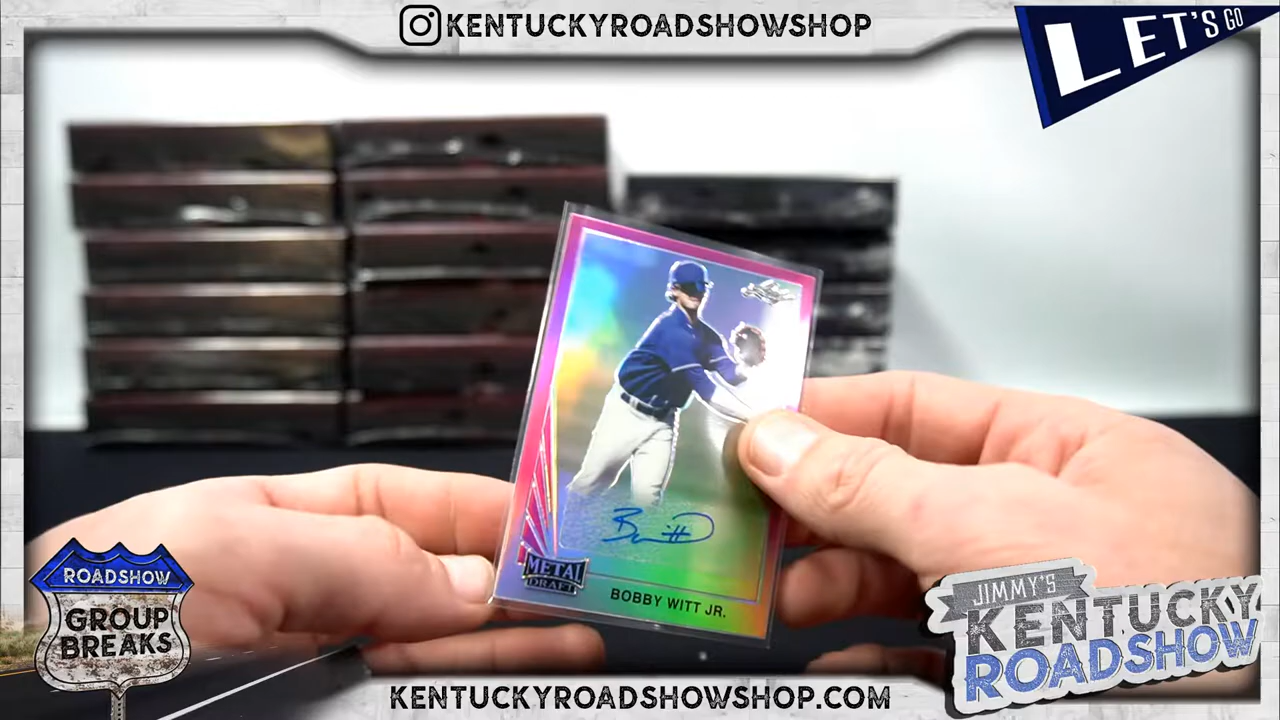 KENTUCKYROADSHOWSHOP
LET'S GO
METAL
DRAFT
BOBBY WITT JR.
ROADSHOW
GROUP
BREAKS
JIMMY'S
KENTUCKY
ROADSHOW
KENTUCKYROADSHOWSHOP.COM